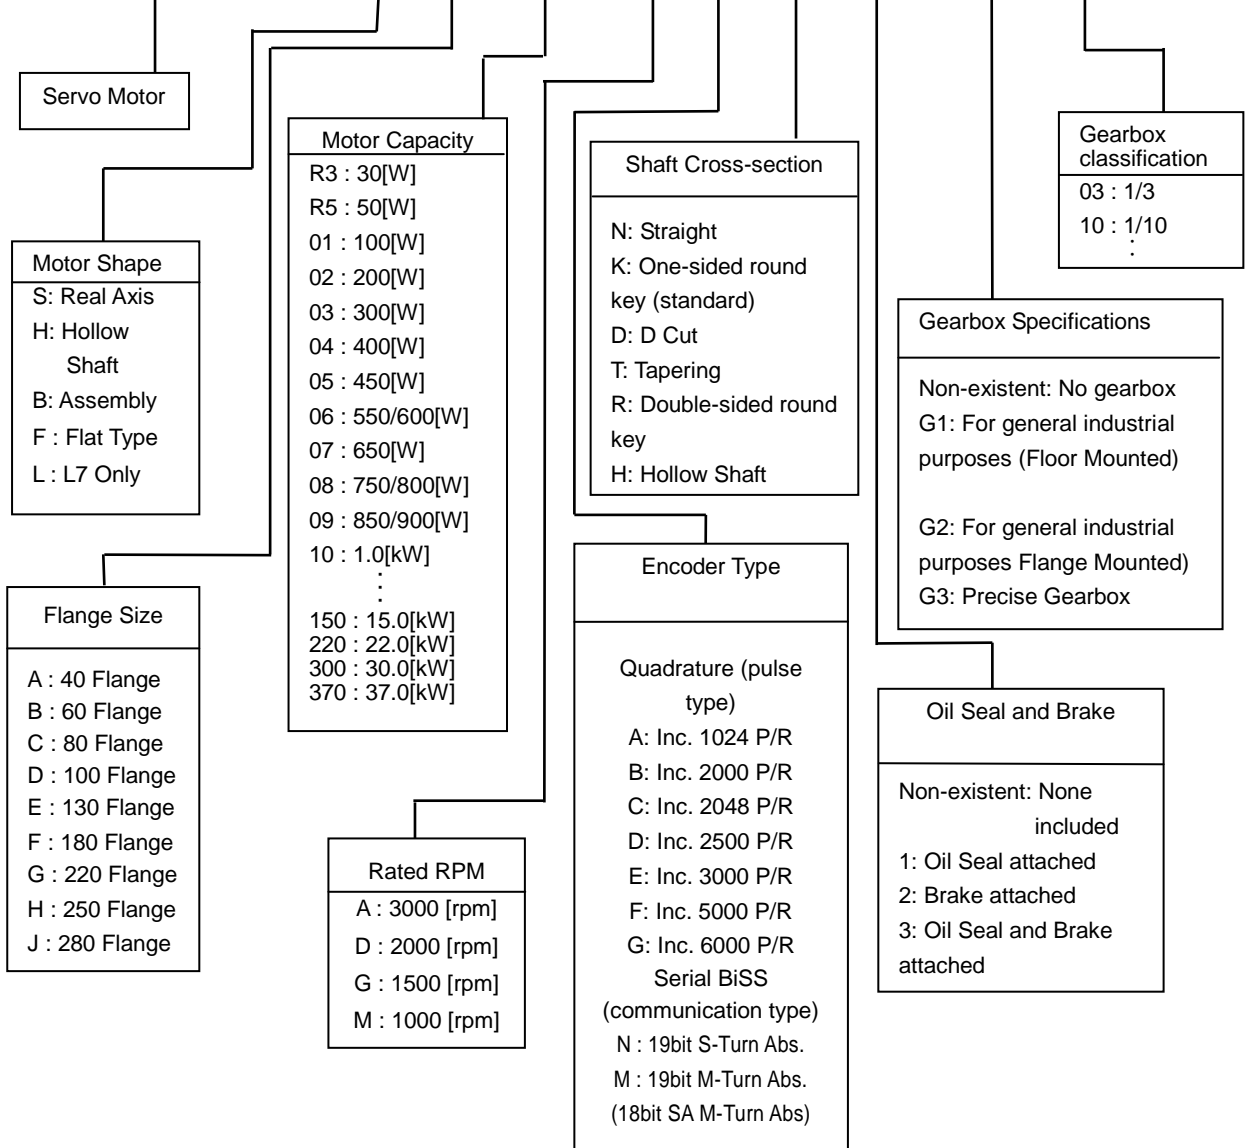 Servo Motor
Motor Shape
S: Real Axis
H: Hollow
Shaft
B: Assembly
F : Flat Type
L : L7 Only
Flange Size
A : 40 Flange
B : 60 Flange
C : 80 Flange
D : 100 Flange
E : 130 Flange
F : 180 Flange
G : 220 Flange
H : 250 Flange
J : 280 Flange
Motor Capacity
R3 : 30[W]
R5 : 50[W]
01 : 100[W]
02 : 200[W]
03 : 300[W]
04 : 400[W]
05 : 450[W]
06 : 550/600[W]
07 : 650[W]
08 : 750/800[W]
09 : 850/900[W]
10 : 1.0[kW]
:
:
150 : 15.0[kW]
220 : 22.0[kW]
300 : 30.0[kW]
370 : 37.0[kW]
Rated RPM
A : 3000 [rpm]
D : 2000 [rpm]
G : 1500 [rpm]
M : 1000 [rpm]
Shaft Cross-section
N: Straight
K: One-sided round
key (standard)
D: D Cut
T: Tapering
R: Double-sided round
key
H: Hollow Shaft
Encoder Type
Quadrature (pulse
type)
A: Inc. 1024 P/R
B: Inc. 2000 P/R
C: Inc. 2048 P/R
D: Inc. 2500 P/R
E: Inc. 3000 P/R
F: Inc. 5000 P/R
G: Inc. 6000 P/R
Serial BiSS
(communication type)
N : 19bit S-Turn Abs.
M : 19bit M-Turn Abs.
(18bit SA M-Turn Abs)
Gearbox
classification
03 : 1/3
10 : 1/10
:
Gearbox Specifications
Non-existent: No gearbox
G1: For general industrial
purposes (Floor Mounted)
G2: For general industrial
purposes Flange Mounted)
G3: Precise Gearbox
Oil Seal and Brake
Non-existent: None
included
1: Oil Seal attached
2: Brake attached
3: Oil Seal and Brake
attached